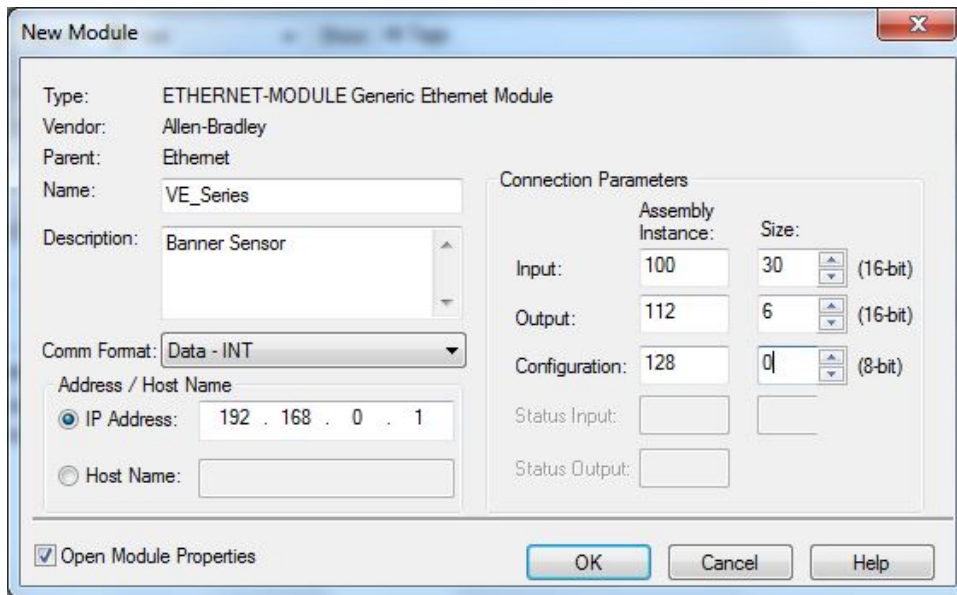 New Module
Type: ETHERNET-MODULE Generic Ethernet Module
Vendor: Allen-Bradley
Parent: Ethernet
Name: VE_Series
Description: Banner Sensor
Comm Format: Data - INT
Address / Host Name
IP Address: 192 . 168 . 0 . 1
Host Name:
Connection Parameters
Assembly
Instance: Size:
Input: 100 30 (16-bit)
Output: 112 6 (16-bit)
Configuration: 128 0 (8-bit)
Status Input:
Status Output:
Open Module Properties
OK Cancel Help